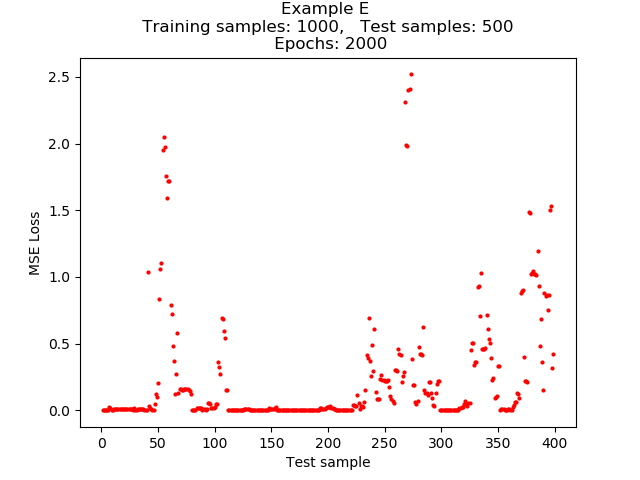 Example E
Training samples: 1000,   Test samples: 500
Epochs: 2000
2.5
2.0
1.5
1.0
0.5
0.0
MSE Loss
0 50 100 150 200 250 300 350 400
Test sample